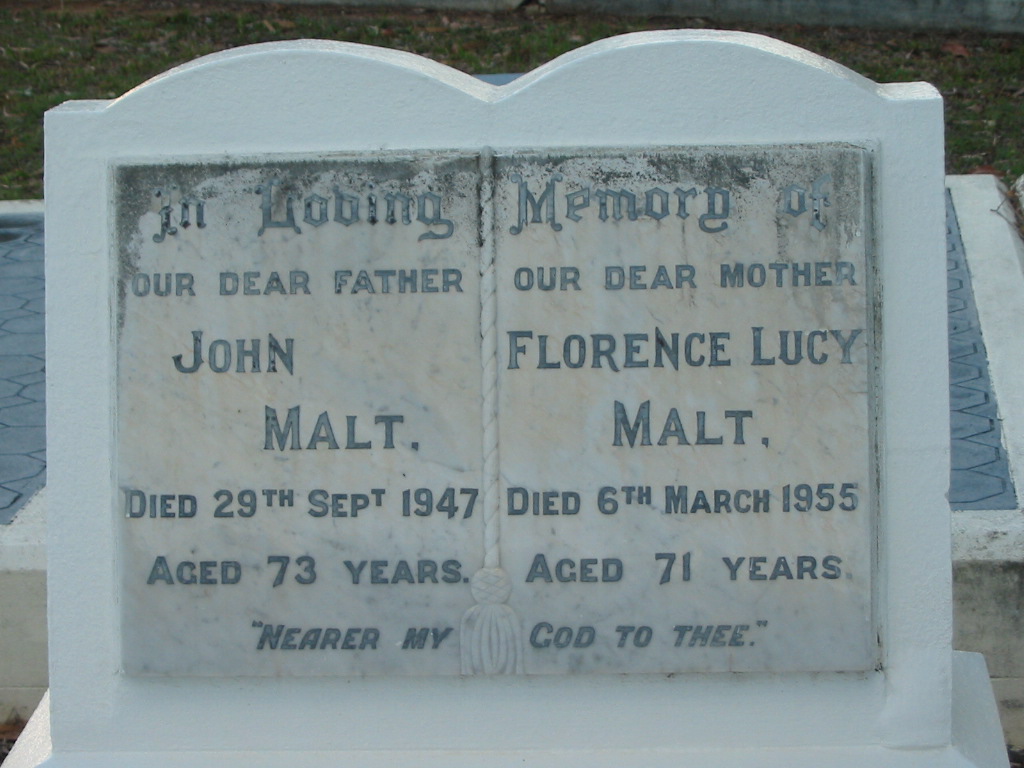 In Loving Memory of
OUR DEAR FATHER
JOHN
MALT.
DIED 29TH SEPT 1947
AGED 73 YEARS.
OUR DEAR MOTHER
FLORENCE LUCY
MALT.
DIED 6TH MARCH 1955
AGED 71 YEARS.
"NEARER MY GOD TO THEE."